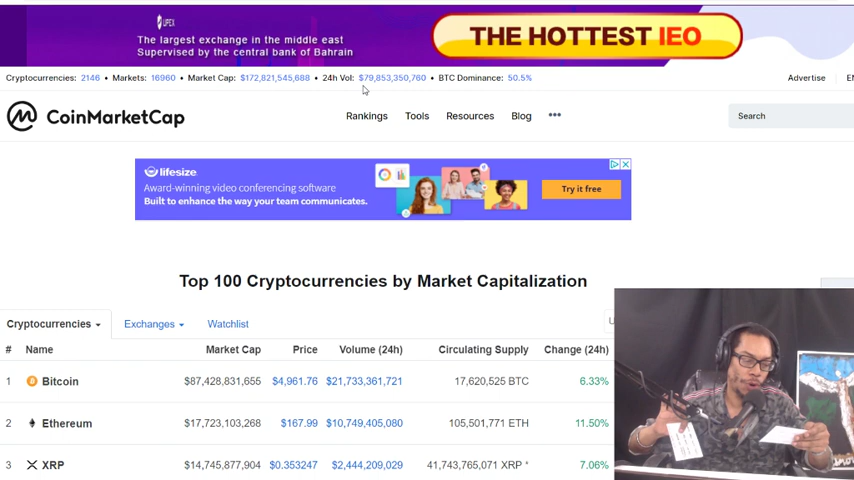 UPEX
The largest exchange in the middle east
Supervised by the central bank of Bahrain
THE HOTTEST IEO
Cryptocurrencies: 2146 • Markets: 16960 • Market Cap: $172,821,545,688 • 24h Vol: $79,853,350,760 • BTC Dominance: 50.5%
Advertise
EN
CoinMarketCap
Rankings
Tools
Resources
Blog
Search
lifesize
Award-winning video conferencing software
Built to enhance the way your team communicates.
Try it free
Top 100 Cryptocurrencies by Market Capitalization
Cryptocurrencies
Exchanges
Watchlist
U
# Name Market Cap Price Volume (24h) Circulating Supply Change (24h)
1 Bitcoin $87,428,831,655 $4,961.76 $21,733,361,721 17,620,525 BTC 6.33%
2 Ethereum $17,723,103,268 $167.99 $10,749,405,080 105,501,771 ETH 11.50%
3 XRP $14,745,877,904 $0.353247 $2,444,209,029 41,743,765,071 XRP * 7.06%